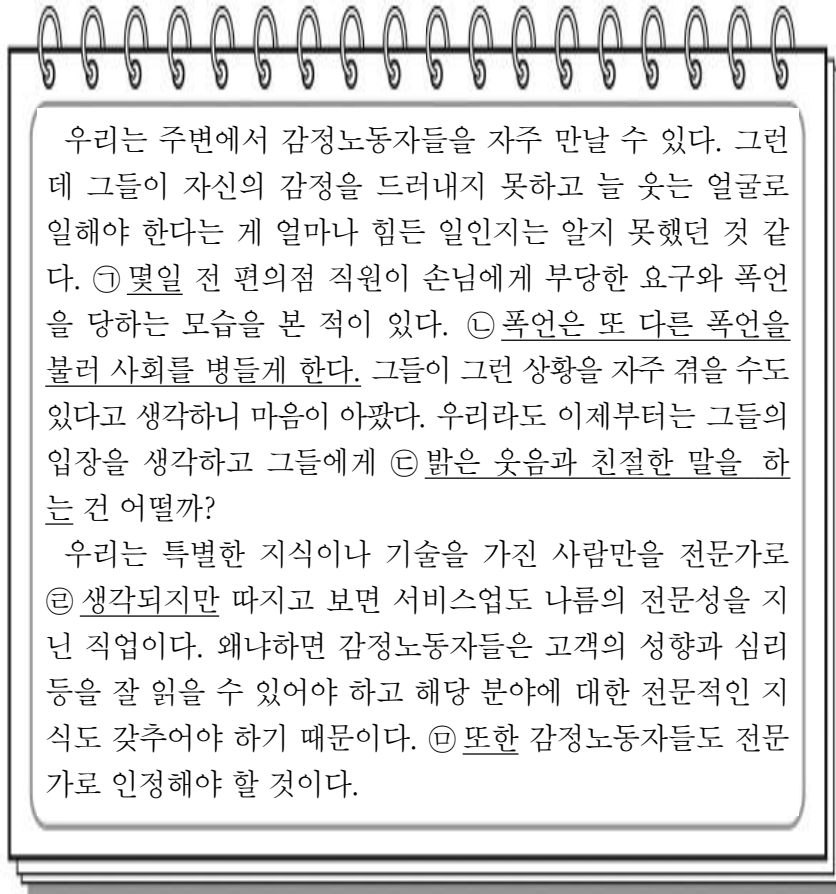 우리는 주변에서 감정노동자들을 자주 만날 수 있다. 그런
데 그들이 자신의 감정을 드러내지 못하고 늘 웃는 얼굴로
일해야 한다는 게 얼마나 힘든 일인지는 알지 못했던 것 같
다. ㉠몇일 전 편의점 직원이 손님에게 부당한 요구와 폭언
을 당하는 모습을 본 적이 있다. ㉡폭언은 또 다른 폭언을
불러 사회를 병들게 한다. 그들이 그런 상황을 자주 겪을 수도
있다고 생각하니 마음이 아팠다. 우리라도 이제부터는 그들의
입장을 생각하고 그들에게 ㉢밝은 웃음과 친절한 말을 하
는 건 어떨까?
우리는 특별한 지식이나 기술을 가진 사람만을 전문가로
㉣생각되지만 따지고 보면 서비스업도 나름의 전문성을 지
닌 직업이다. 왜냐하면 감정노동자들은 고객의 성향과 심리
등을 잘 읽을 수 있어야 하고 해당 분야에 대한 전문적인 지
식도 갖추어야 하기 때문이다. ㉤또한 감정노동자들도 전문
가로 인정해야 할 것이다.